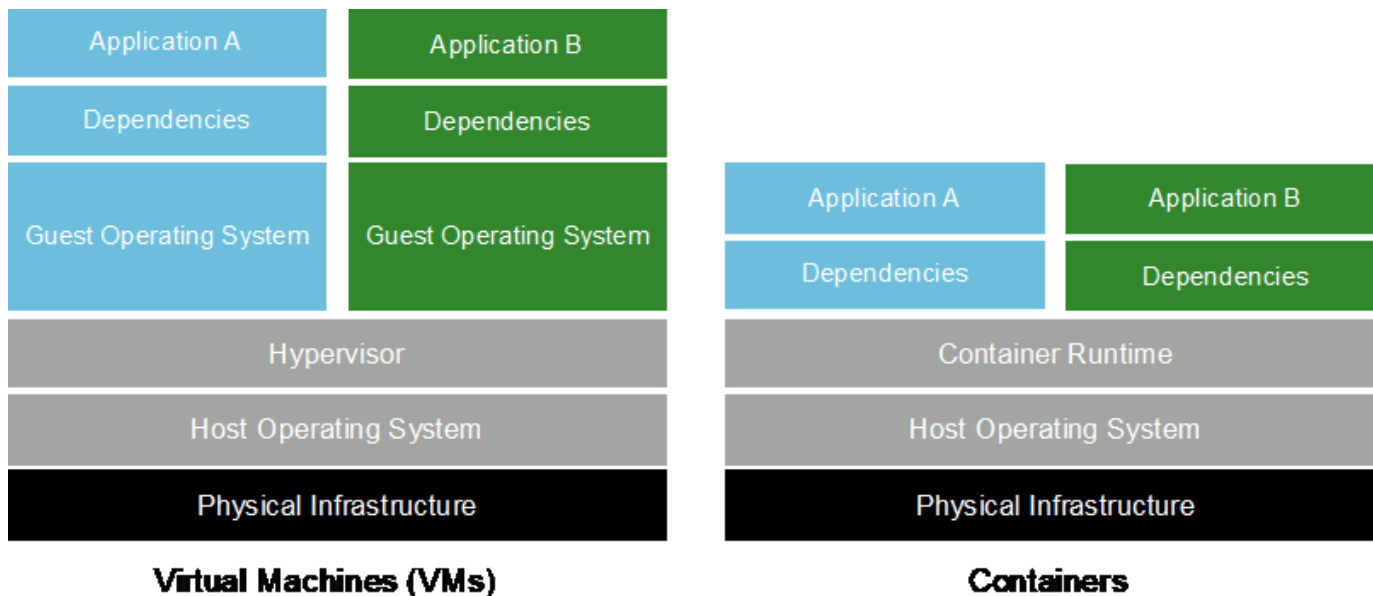 Application A
Application B
Dependencies
Dependencies
Guest Operating System
Guest Operating System
Hypervisor
Host Operating System
Physical Infrastructure
Virtual Machines (VMs)
Application A
Application B
Dependencies
Dependencies
Container Runtime
Host Operating System
Physical Infrastructure
Containers